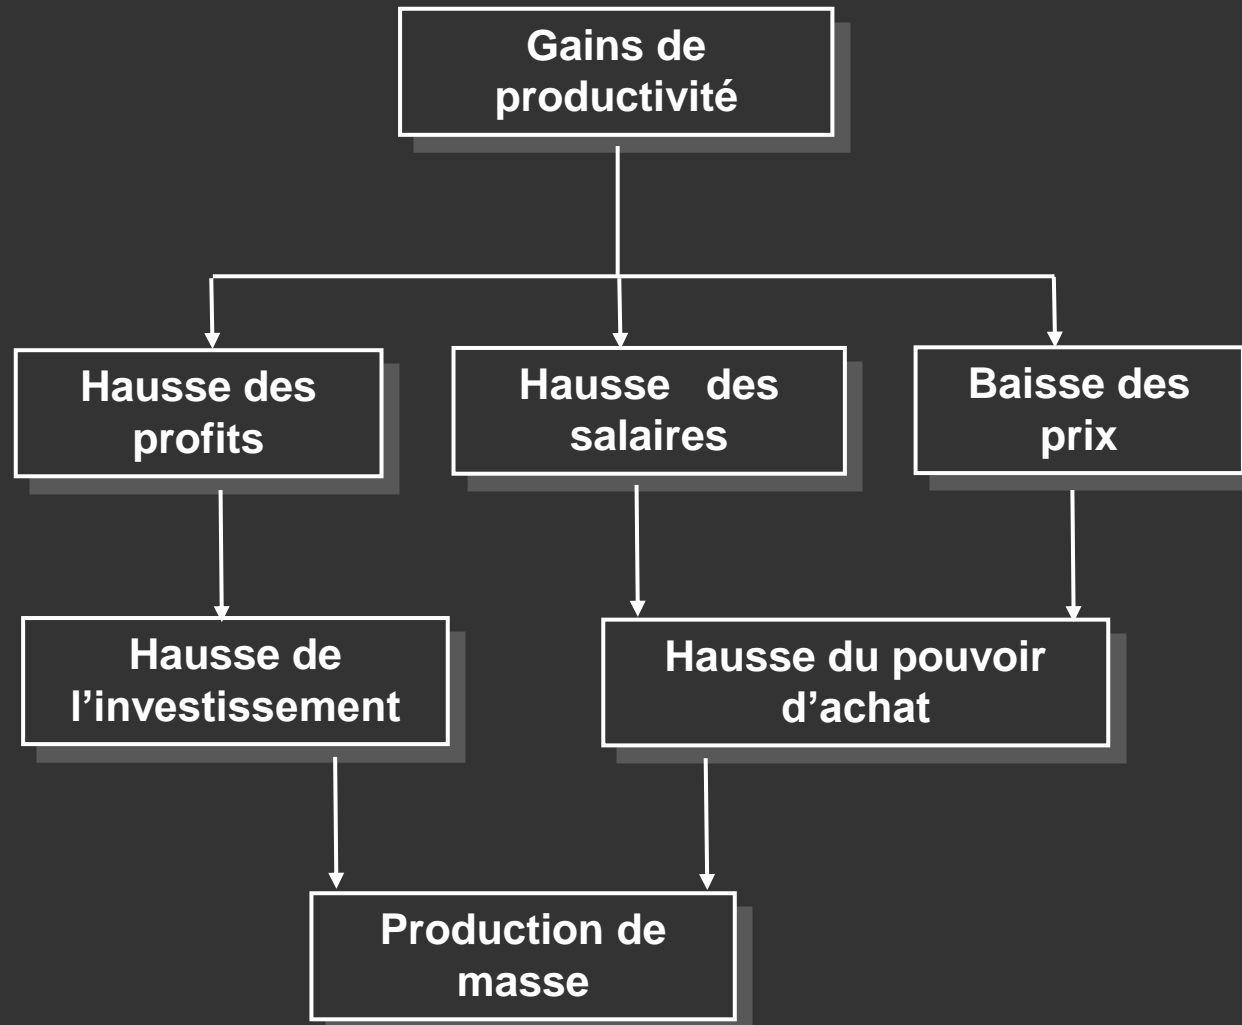 Gains de
productivité
Hausse des
profits
Hausse des
salaires
Baisse des
prix
Hausse de
l’investissement
Hausse du pouvoir
d’achat
Production de
masse